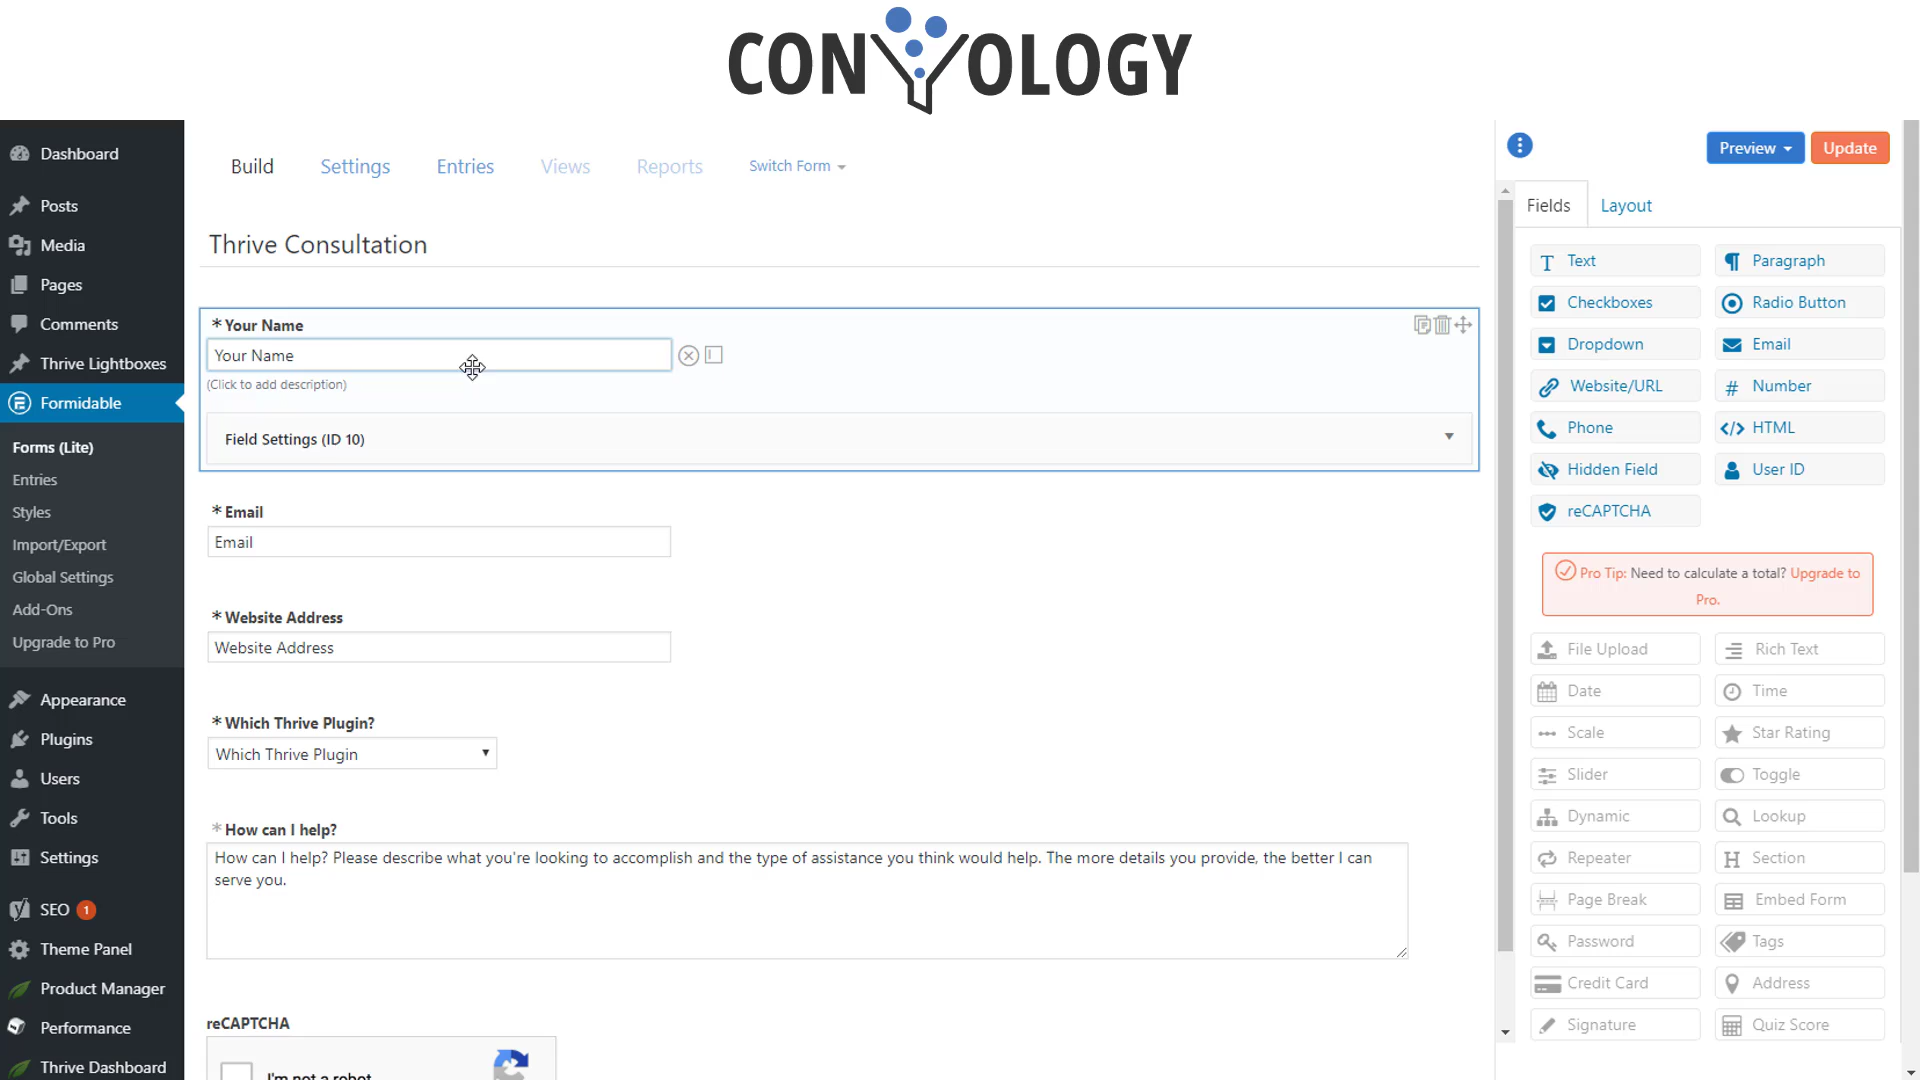 CONVOLOGY
Dashboard
Posts
Media
Pages
Comments
Thrive Lightboxes
Formidable
Forms (Lite)
Entries
Styles
Import/Export
Global Settings
Add-Ons
Upgrade to Pro
Appearance
Plugins
Users
Tools
Settings
SEO 1
Theme Panel
Product Manager
Performance
Thrive Dashboard
Build Settings Entries Views Reports Switch Form
Thrive Consultation
* Your Name
Your Name
(Click to add description)
Field Settings (ID 10)
* Email
Email
* Website Address
Website Address
* Which Thrive Plugin?
Which Thrive Plugin
* How can I help?
How can I help? Please describe what you're looking to accomplish and the type of assistance you think would help. The more details you provide, the better I can
serve you.
reCAPTCHA
I'm not a robot
Preview Update
Fields Layout
Text Paragraph
Checkboxes Radio Button
Dropdown Email
Website/URL # Number
Phone </> HTML
Hidden Field User ID
reCAPTCHA
Pro Tip: Need to calculate a total? Upgrade to
Pro.
File Upload Rich Text
Date Time
Scale Star Rating
Slider Toggle
Dynamic Lookup
Repeater Section
Page Break Embed Form
Password Tags
Credit Card Address
Signature Quiz Score